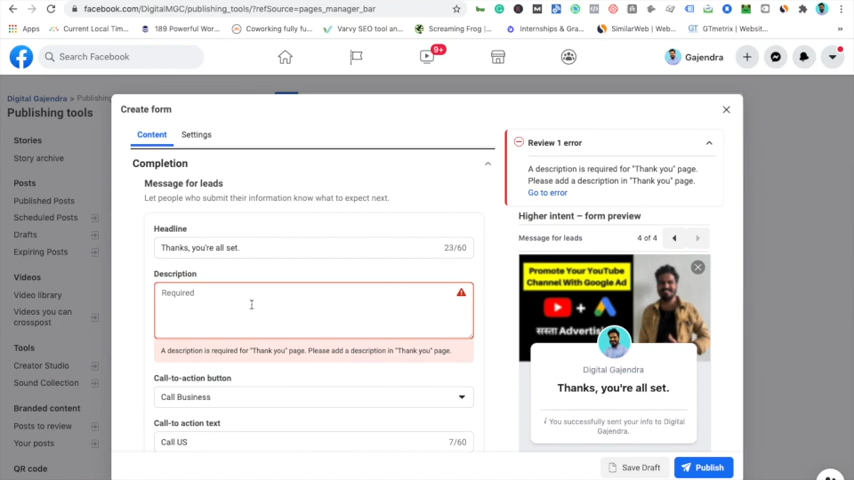 facebook.com/DigitalMGC/publishing_tools/?refSource=pages_manager_bar
Apps
Current Local Tim...
189 Powerful Wor...
Coworking fully fur...
Varvy SEO tool an...
Screaming Frog,...
Internships & Gra...
SimilarWeb | Web...
GTmetrix | Websit...
Search Facebook
9+
Gajendra
Digital Gajendra > Publishing
Publishing tools
Stories
Story archive
Posts
Published Posts
Scheduled Posts
Drafts
Expiring Posts
Videos
Video library
Videos you can
crosspost
Tools
Creator Studio
Sound Collection
Branded content
Posts to review
Your posts
QR code
Create form
Content
Settings
Completion
Message for leads
Let people who submit their information know what to expect next.
Headline
Thanks, you're all set.
23/60
Description
Required
A description is required for "Thank you" page. Please add a description in "Thank you" page.
Call-to-action button
Call Business
Call-to action text
Call US
7/60
Review 1 error
A description is required for "Thank you" page.
Please add a description in "Thank you" page.
Go to error
Higher intent – form preview
Message for leads
4 of 4
Promote Your YouTube
Channel With Google Ad
सस्ता Advertis
Digital Gajendra
Thanks, you're all set.
i You successfully sent your info to Digital
Gajendra.
Save Draft
Publish